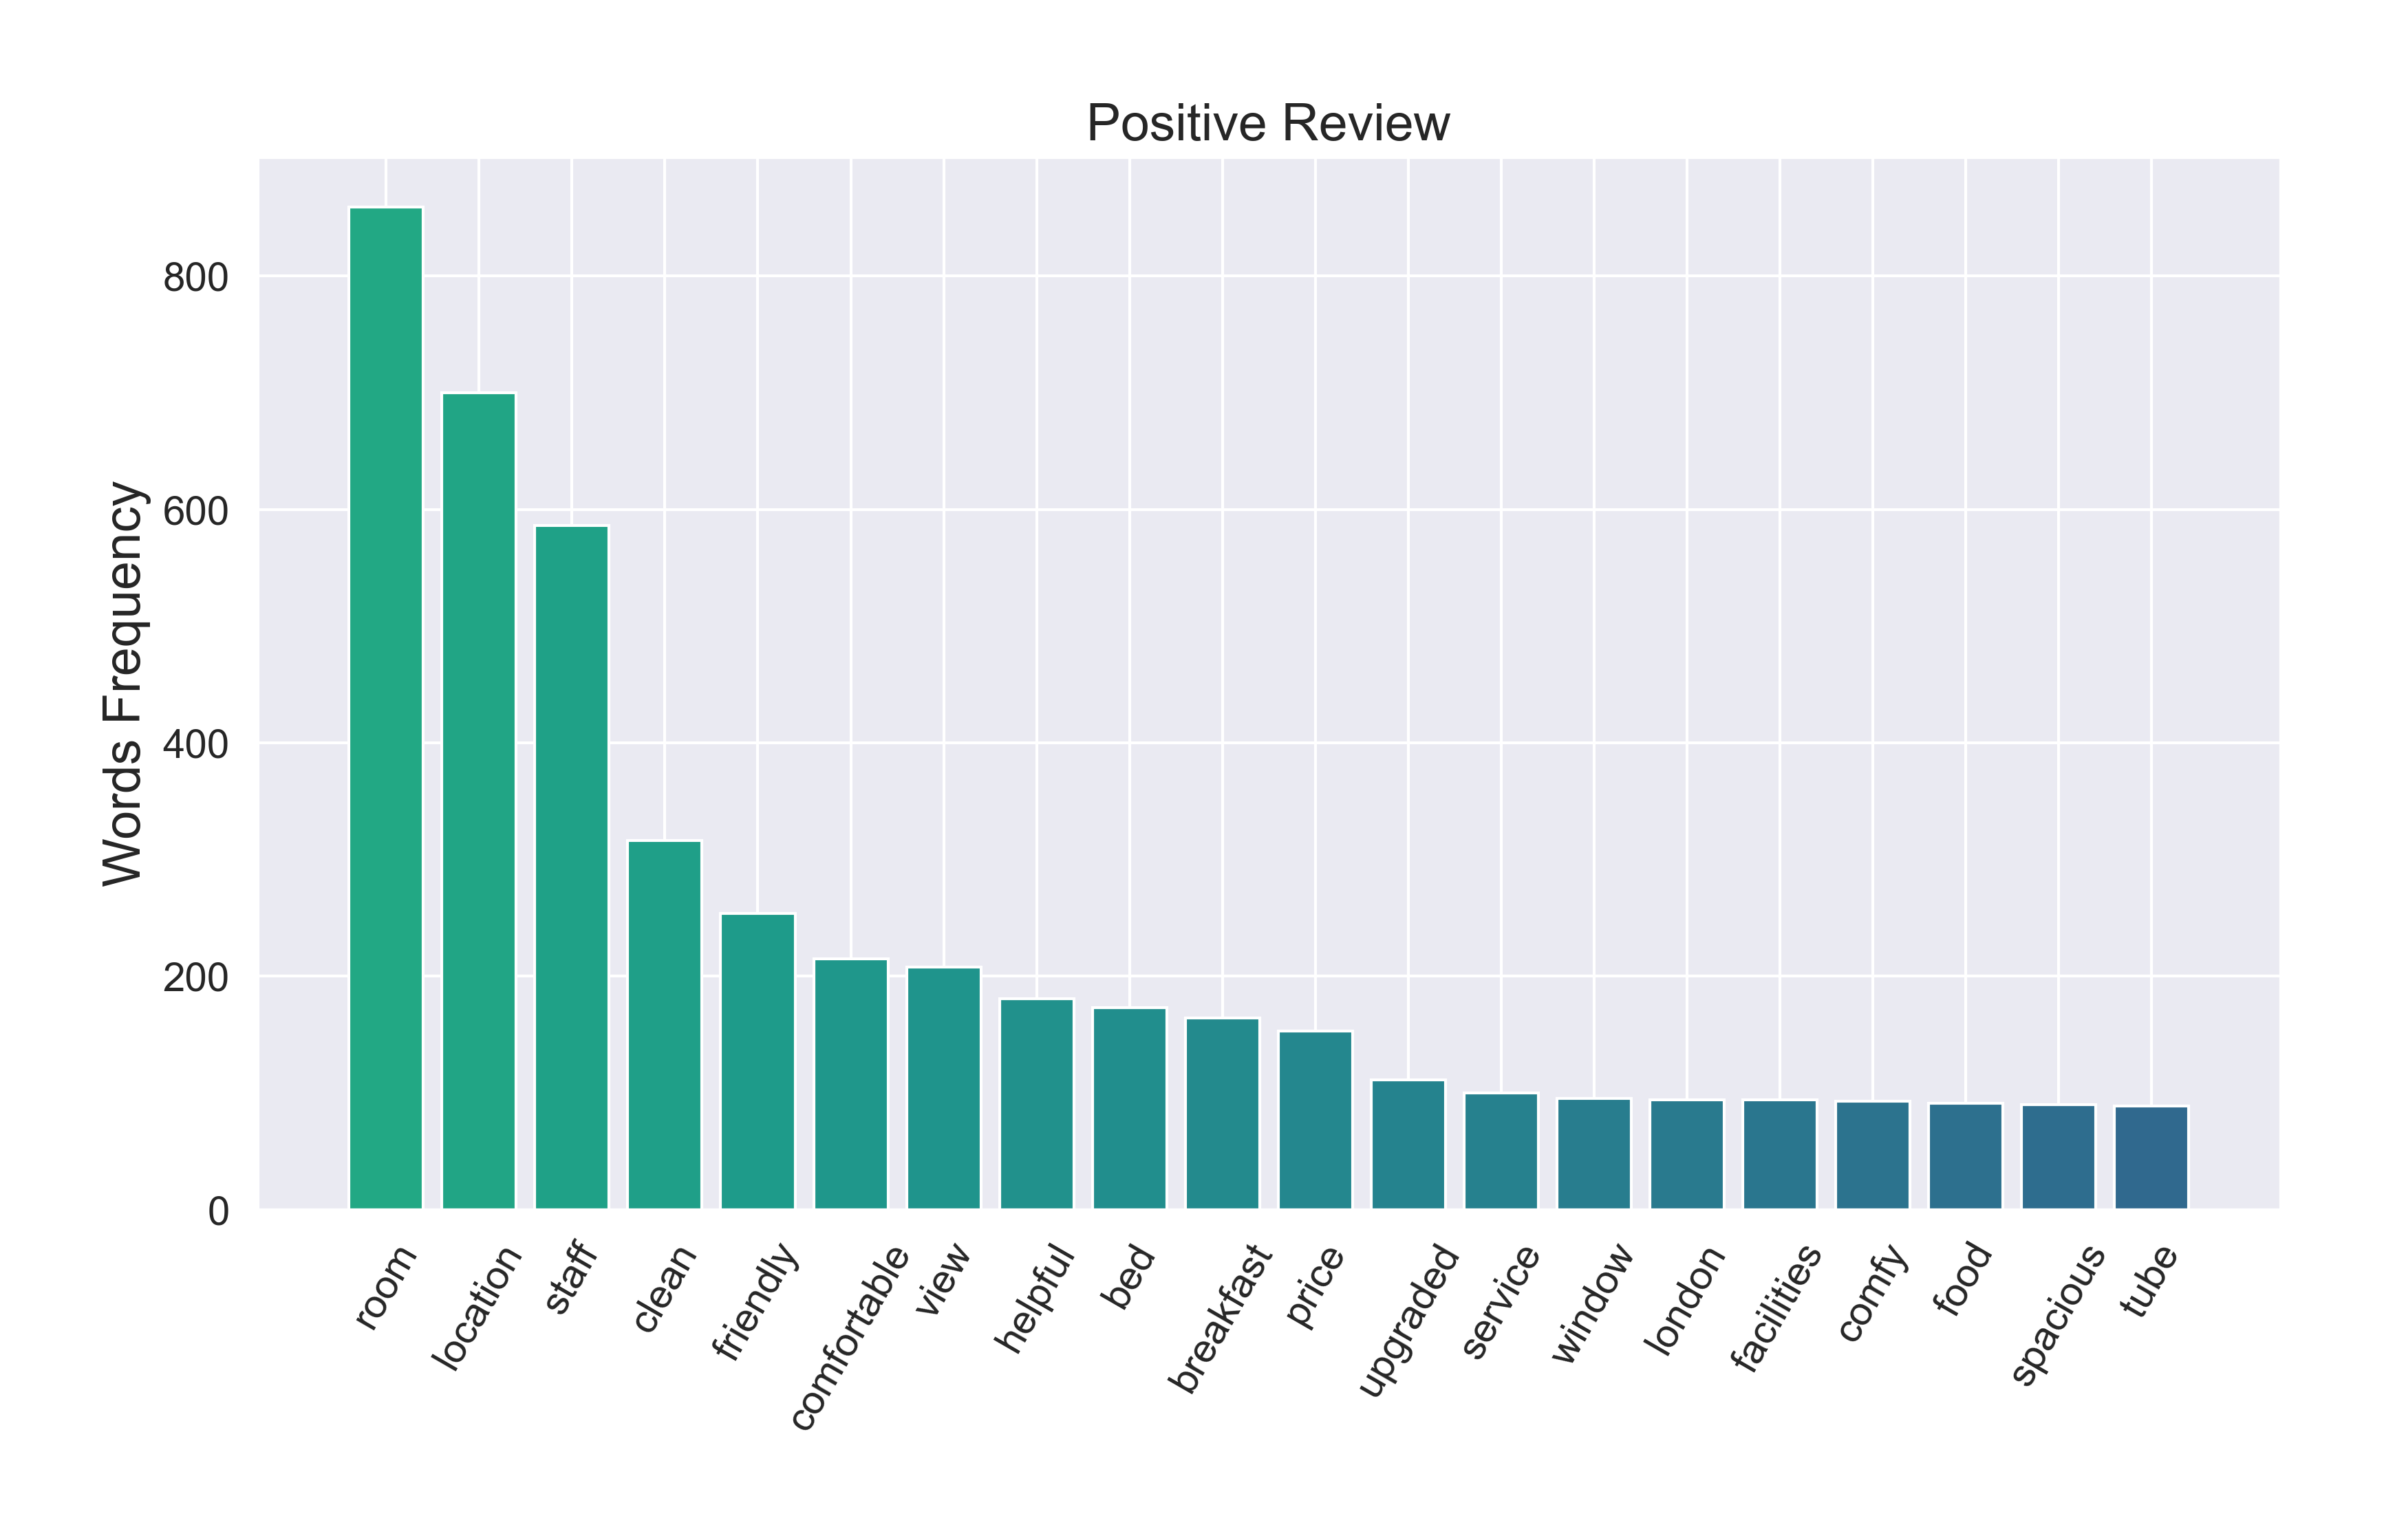 Positive Review
Words Frequency
800
600
400
200
0
room
location
staff
clean
friendly
comfortable
view
helpful
bed
breakfast
price
upgraded
service
window
london
facilities
comfy
food
spacious
tube